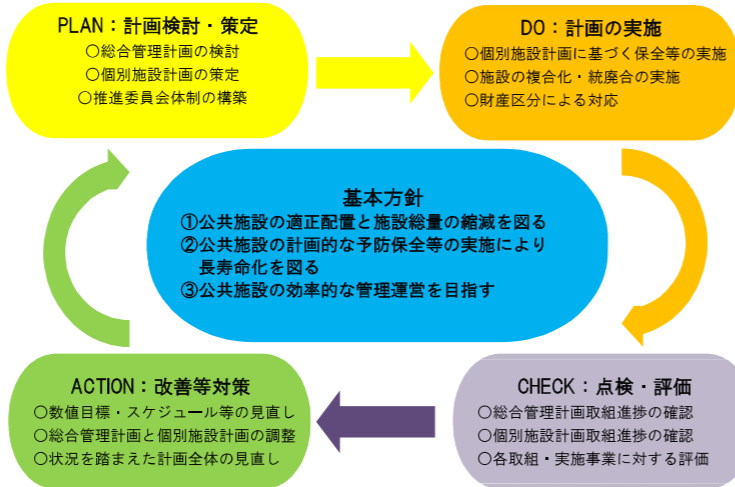 PLAN：計画検討・策定
○総合管理計画の検討
○個別施設計画の策定
○推進委員会体制の構築
DO：計画の実施
○個別施設計画に基づく保全等の実施
○施設の複合化・統廃合の実施
○財産区分による対応
基本方針
①公共施設の適正配置と施設総量の縮減を図る
②公共施設の計画的な予防保全等の実施により
長寿命化を図る
③公共施設の効率的な管理運営を目指す
ACTION：改善等対策
○数値目標・スケジュール等の見直し
○総合管理計画と個別施設計画の調整
○状況を踏まえた計画全体の見直し
CHECK：点検・評価
○総合管理計画取組進捗の確認
○個別施設計画取組進捗の確認
○各取組・実施事業に対する評価